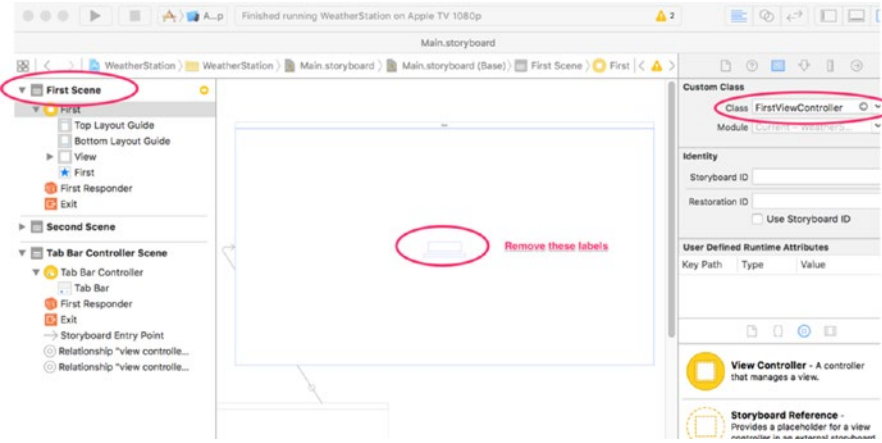 A...p
Finished running WeatherStation on Apple TV 1080p
2
Main.storyboard
WeatherStation
WeatherStation
Main.storyboard
Main.storyboard (Base)
First Scene
First
First Scene
First
Top Layout Guide
Bottom Layout Guide
View
First
First Responder
Exit
Second Scene
Tab Bar Controller Scene
Tab Bar Controller
Tab Bar
First Responder
Exit
Storyboard Entry Point
Relationship "view controlle...
Relationship "view controlle...
Remove these labels
Custom Class
Class FirstViewController
Module
Identity
Storyboard ID
Restoration ID
Use Storyboard ID
User Defined Runtime Attributes
Key Path Type Value
View Controller - A controller
that manages a view.
Storyboard Reference -
Provides a placeholder for a view
controller in an external storyboard